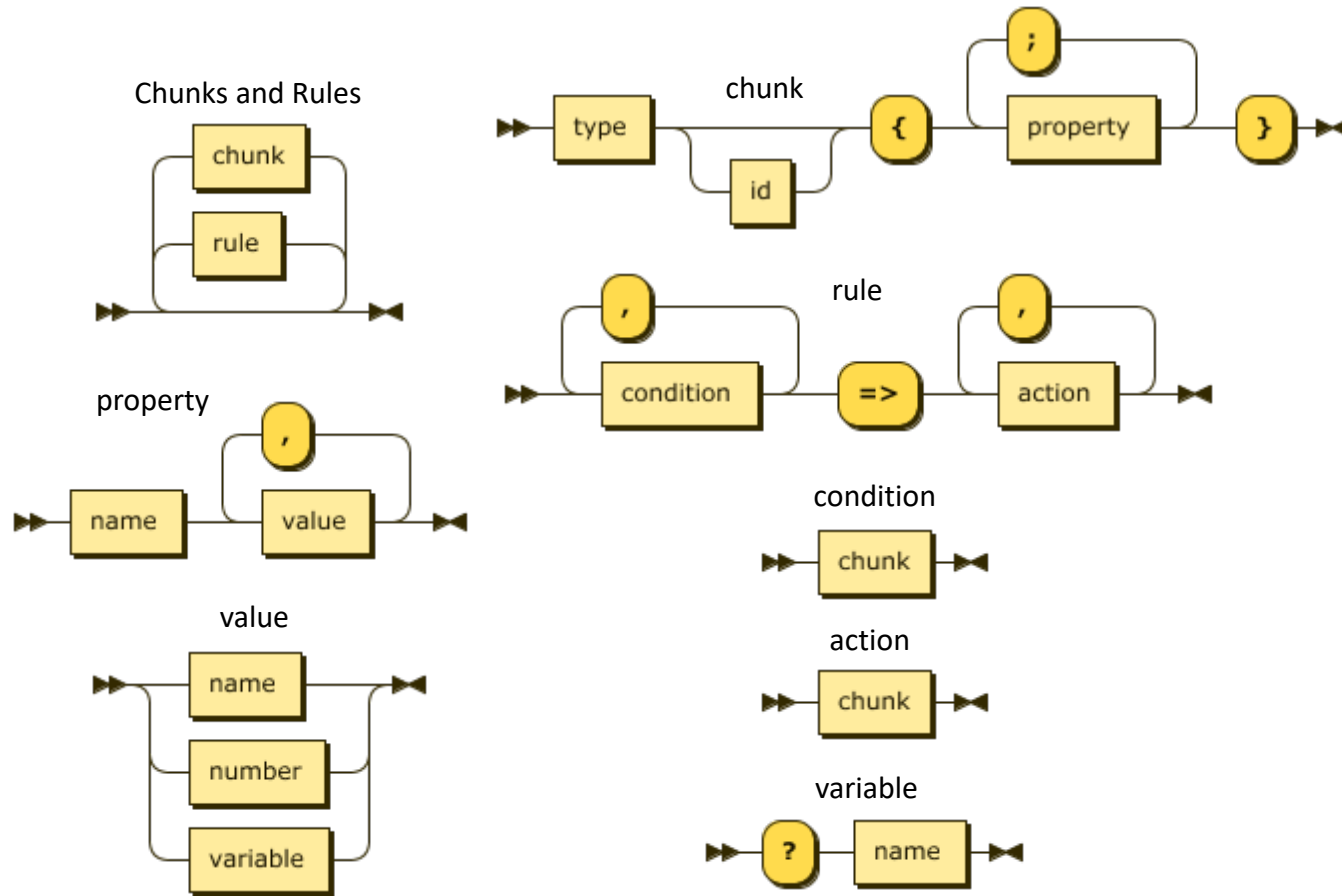 Chunks and Rules
chunk
rule
chunk
;
type
{
property
}
id
rule
,
,
condition
=>
action
property
,
name
value
value
name
number
variable
condition
chunk
action
chunk
variable
?
name